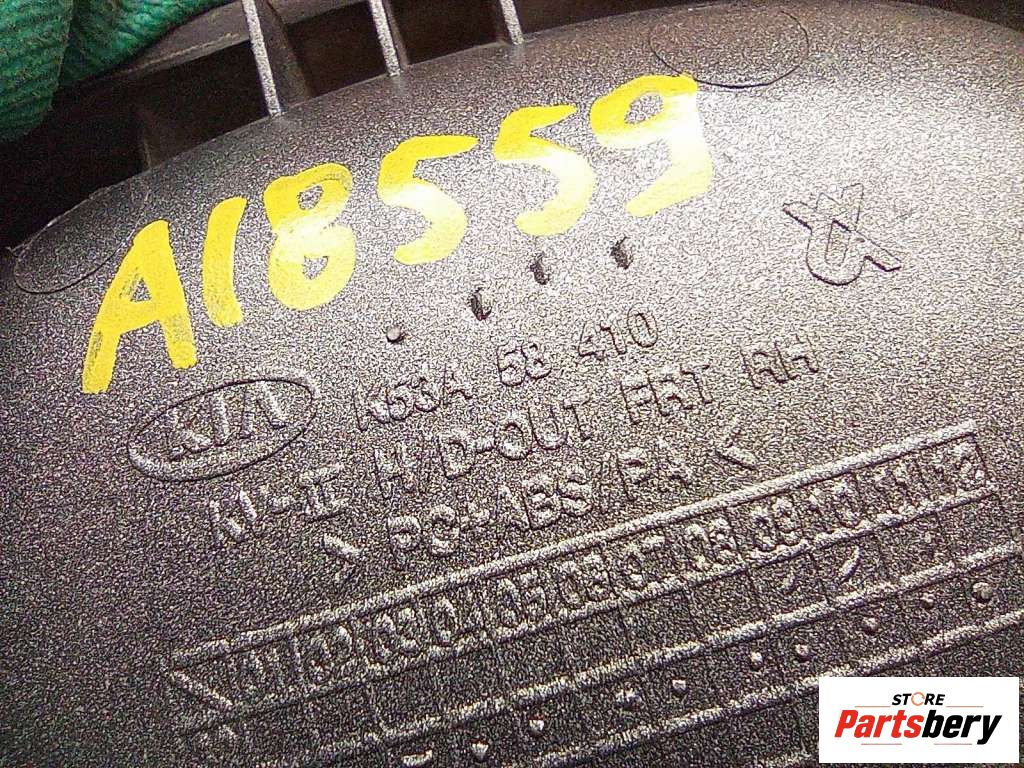 A18559
KIA K53A 58 410
KV-II M/D-OUT FRT RH
> PC+ABS/PA <
01 02 03 04 05 06 07 08 09 10 11 12
STORE
Partsbery